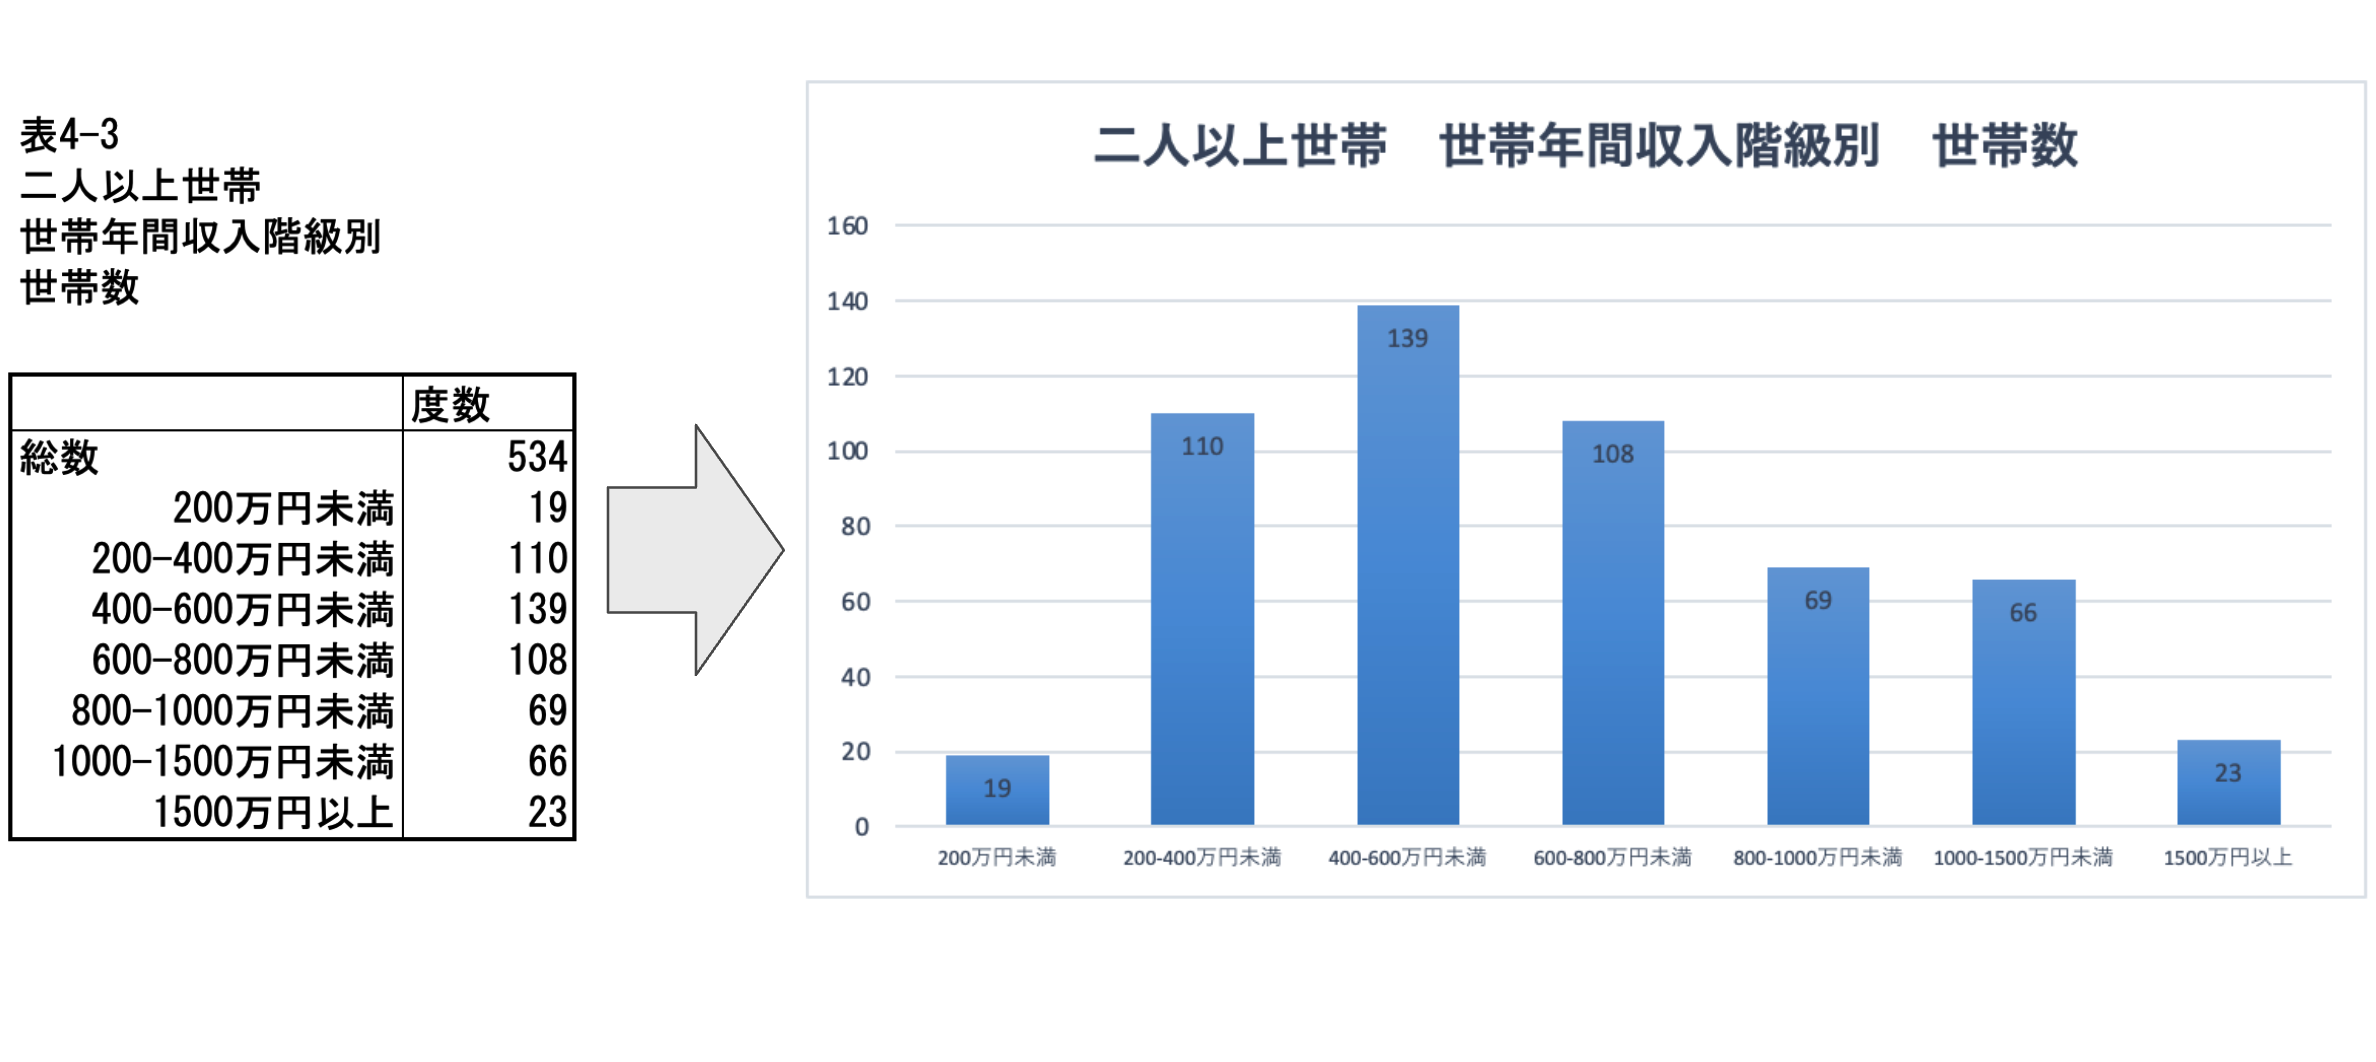 表4-3
二人以上世帯
世帯年間収入階級別
世帯数
度数
総数 534
200万円未満 19
200-400万円未満 110
400-600万円未満 139
600-800万円未満 108
800-1000万円未満 69
1000-1500万円未満 66
1500万円以上 23
二人以上世帯　世帯年間収入階級別　世帯数
160
140
120
100
80
60
40
20
0
19 110 139 108 69 66 23
200万円未満 200-400万円未満 400-600万円未満 600-800万円未満 800-1000万円未満 1000-1500万円未満 1500万円以上